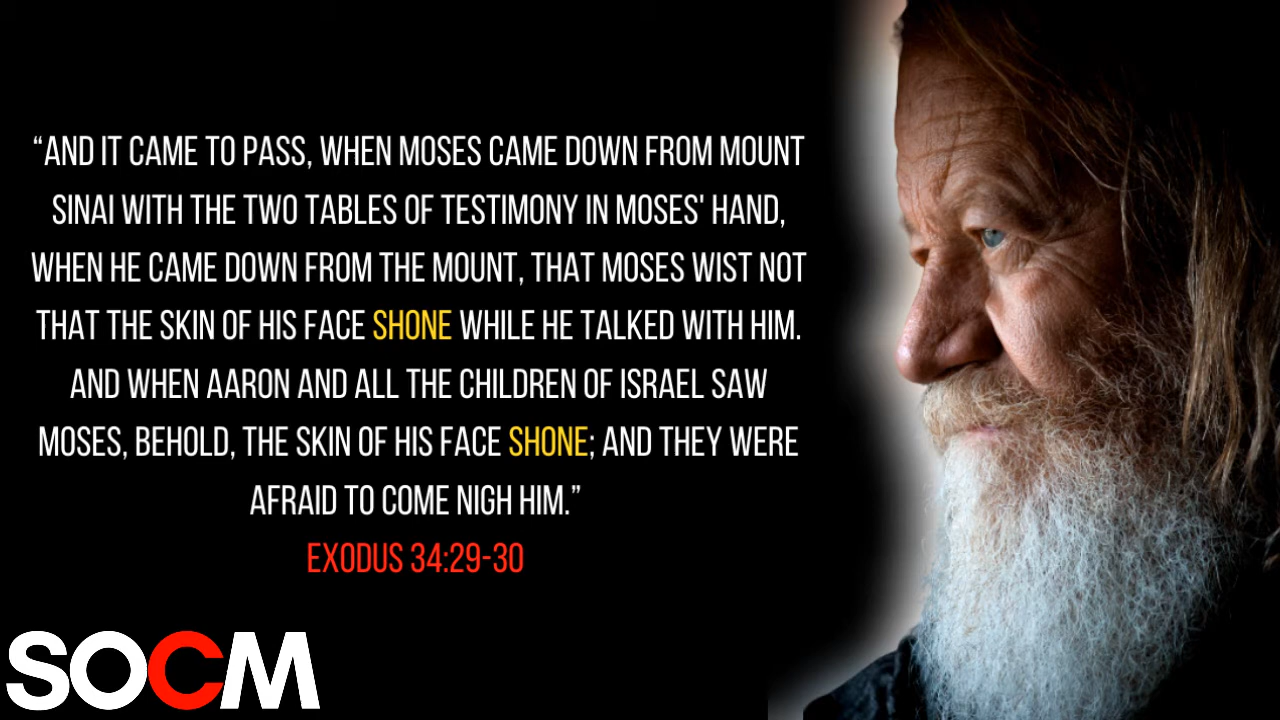 “AND IT CAME TO PASS, WHEN MOSES CAME DOWN FROM MOUNT
SINAI WITH THE TWO TABLES OF TESTIMONY IN MOSES' HAND,
WHEN HE CAME DOWN FROM THE MOUNT, THAT MOSES WIST NOT
THAT THE SKIN OF HIS FACE SHONE WHILE HE TALKED WITH HIM.
AND WHEN AARON AND ALL THE CHILDREN OF ISRAEL SAW
MOSES, BEHOLD, THE SKIN OF HIS FACE SHONE; AND THEY WERE
AFRAID TO COME NIGH HIM.”
EXODUS 34:29-30
SOCM